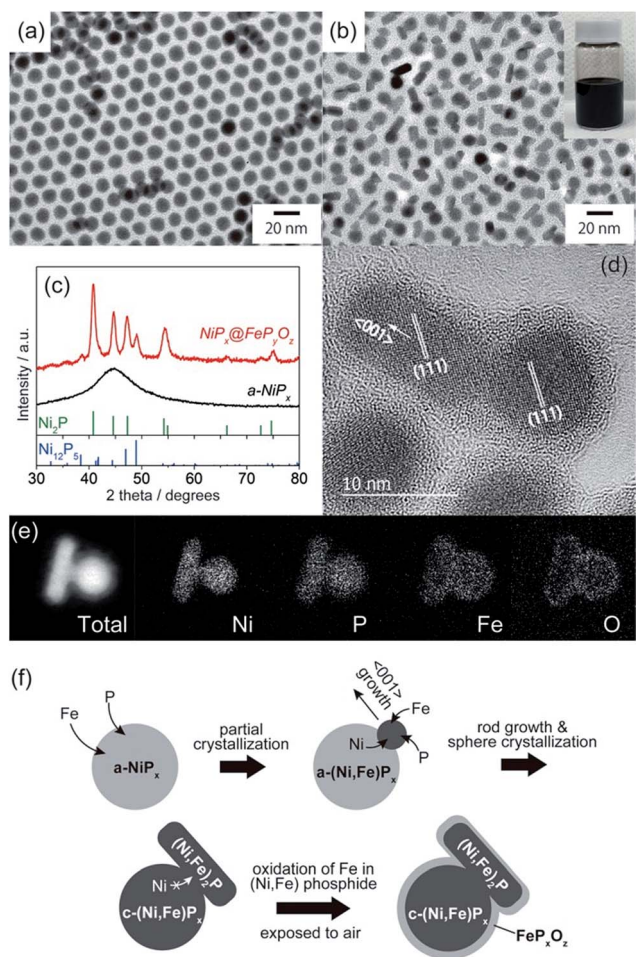 (a)
20 nm
(b)
20 nm
(c)
Intensity / a.u.
NiPx@FePyOz
a-NiPx
Ni2P
Ni12P5
30 40 50 60 70 80
2 theta / degrees
(d)
<001>
(111)
(111)
10 nm
(e)
Total
Ni
P
Fe
O
(f)
Fe
P
a-NiPx
partial
crystallization
<001>
growth
Fe
Ni
P
a-(Ni,Fe)Px
rod growth &
sphere crystallization
(Ni,Fe)2P
Ni
c-(Ni,Fe)Px
oxidation of Fe in
(Ni,Fe) phosphide
exposed to air
(Ni,Fe)2P
c-(Ni,Fe)Px
FePxOz